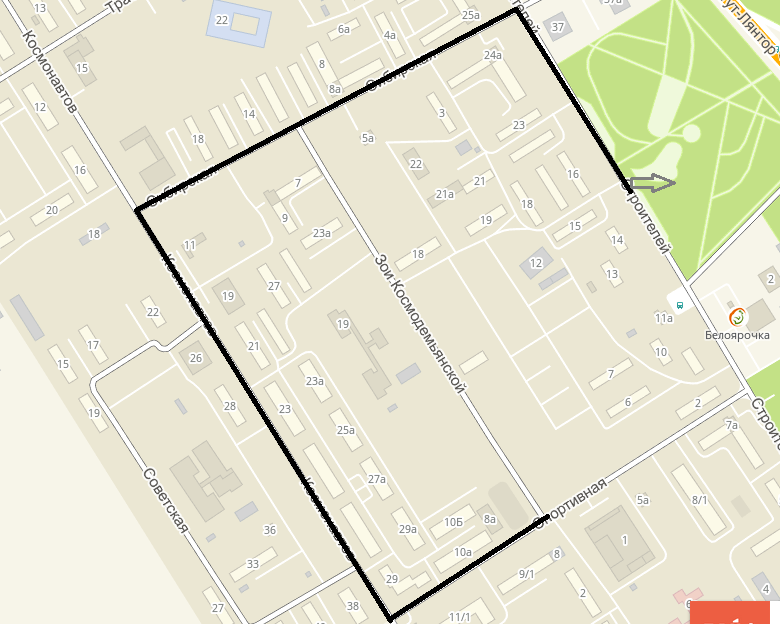 25а
37
22
6а
4а
24а
15
8
8а
Сибирская
12
Космонавтов
14
3
18
5а
23
16
22
16
7
21
21а
20
Сибирская
18
9
19
18
23а
15
11
14
18
12
Строителей
13
27
2
19
22
Зои Космодемьянской
11а
19
Белоярочка
17
21
10
26
15
23а
7
28
23
6
2
19
25а
7а
27а
Советская
Спортивная
8/1
5а
10Б
8а
29а
36
1
10а
8
33
9/1
29
4
2
27
38
11/1